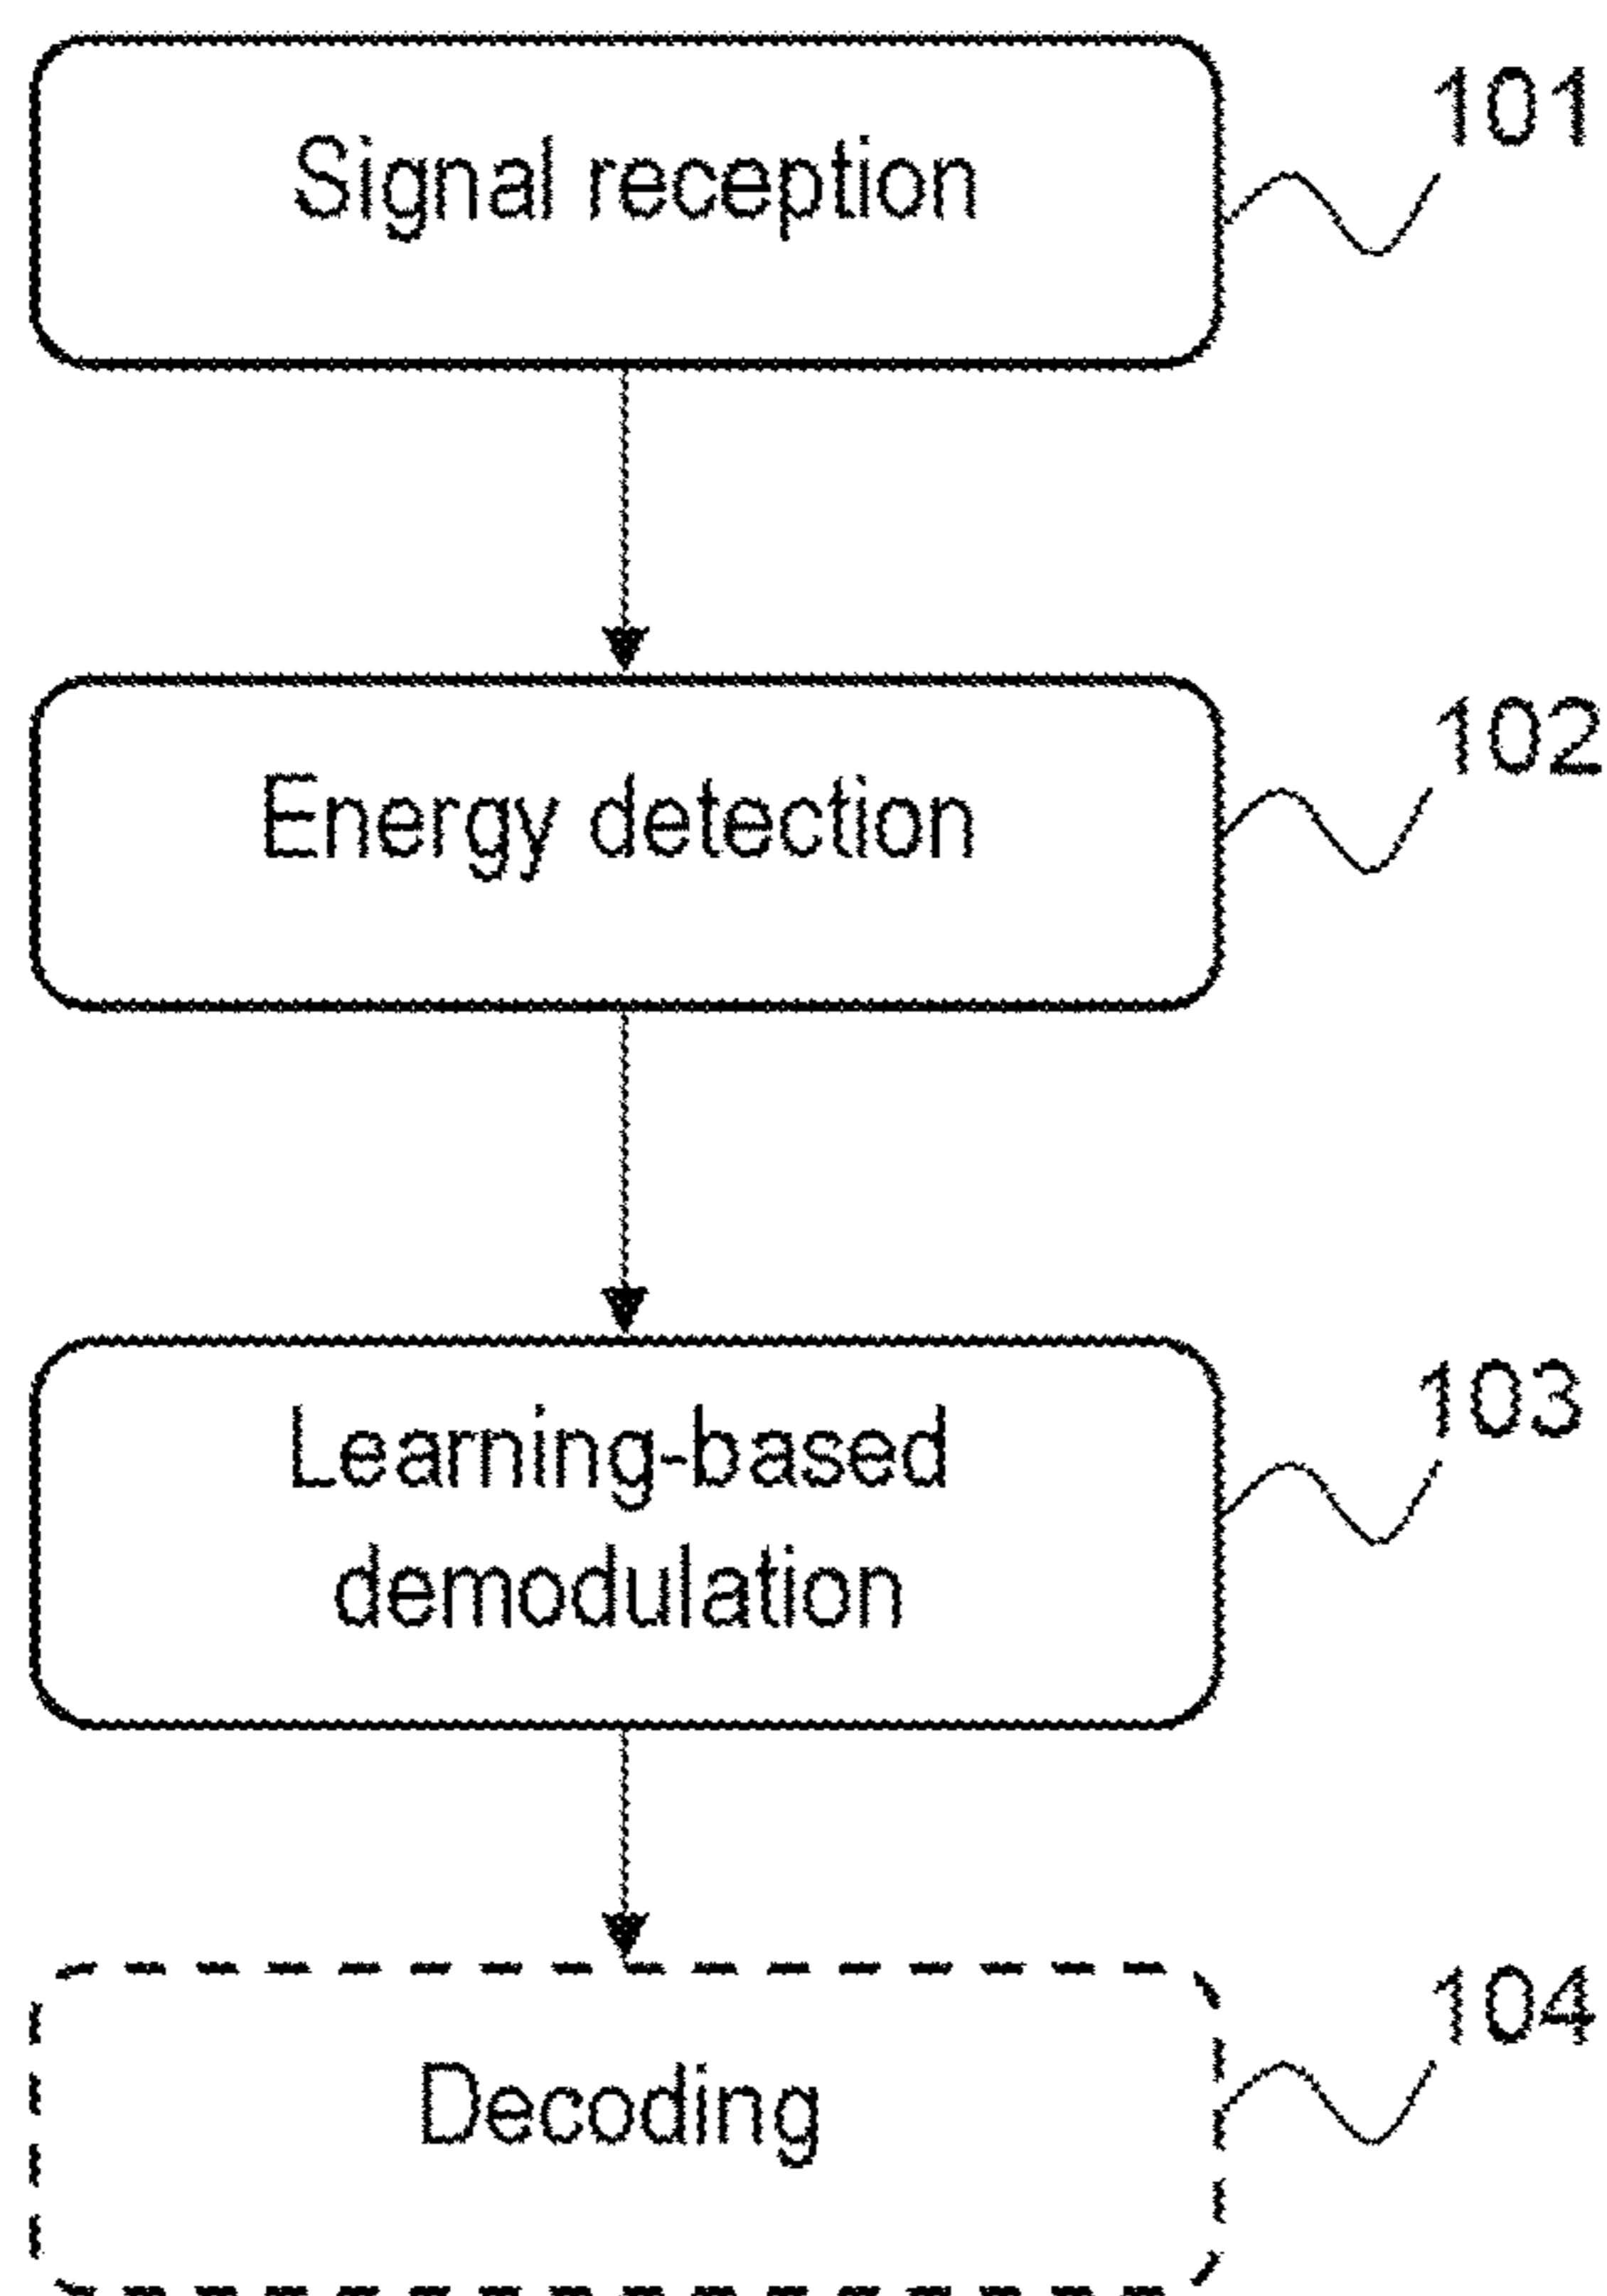 Signal reception
101
Energy detection
102
Learning-based
demodulation
103
Decoding
104